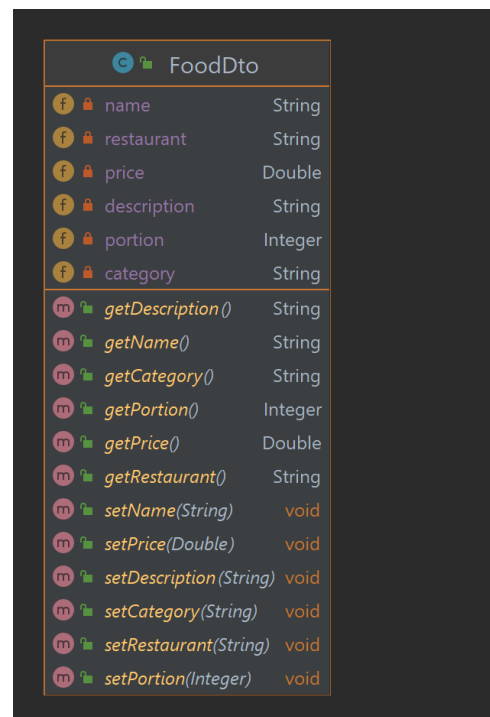 FoodDto
name String
restaurant String
price Double
description String
portion Integer
category String
getDescription() String
getName() String
getCategory() String
getPortion() Integer
getPrice() Double
getRestaurant() String
setName(String) void
setPrice(Double) void
setDescription(String) void
setCategory(String) void
setRestaurant(String) void
setPortion(Integer) void